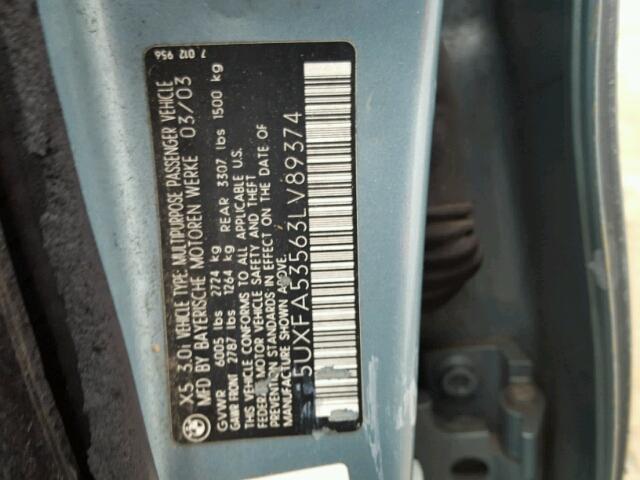 7 012 956
X5 3.0i VEHICLE TYPE: MULTIPURPOSE PASSENGER VEHICLE
MFD BY BAYERISCHE MOTOREN WERKE 03/03
GVWR 6005 lbs 2724 kg
GAWR FRONT 2787 lbs 1264 kg REAR 3307 lbs 1500 kg
THIS VEHICLE CONFORMS TO ALL APPLICABLE U.S.
FEDERAL MOTOR VEHICLE SAFETY AND THEFT
PREVENTION STANDARDS IN EFFECT ON THE DATE OF
MANUFACTURE SHOWN ABOVE
5UXFA53563LV89374